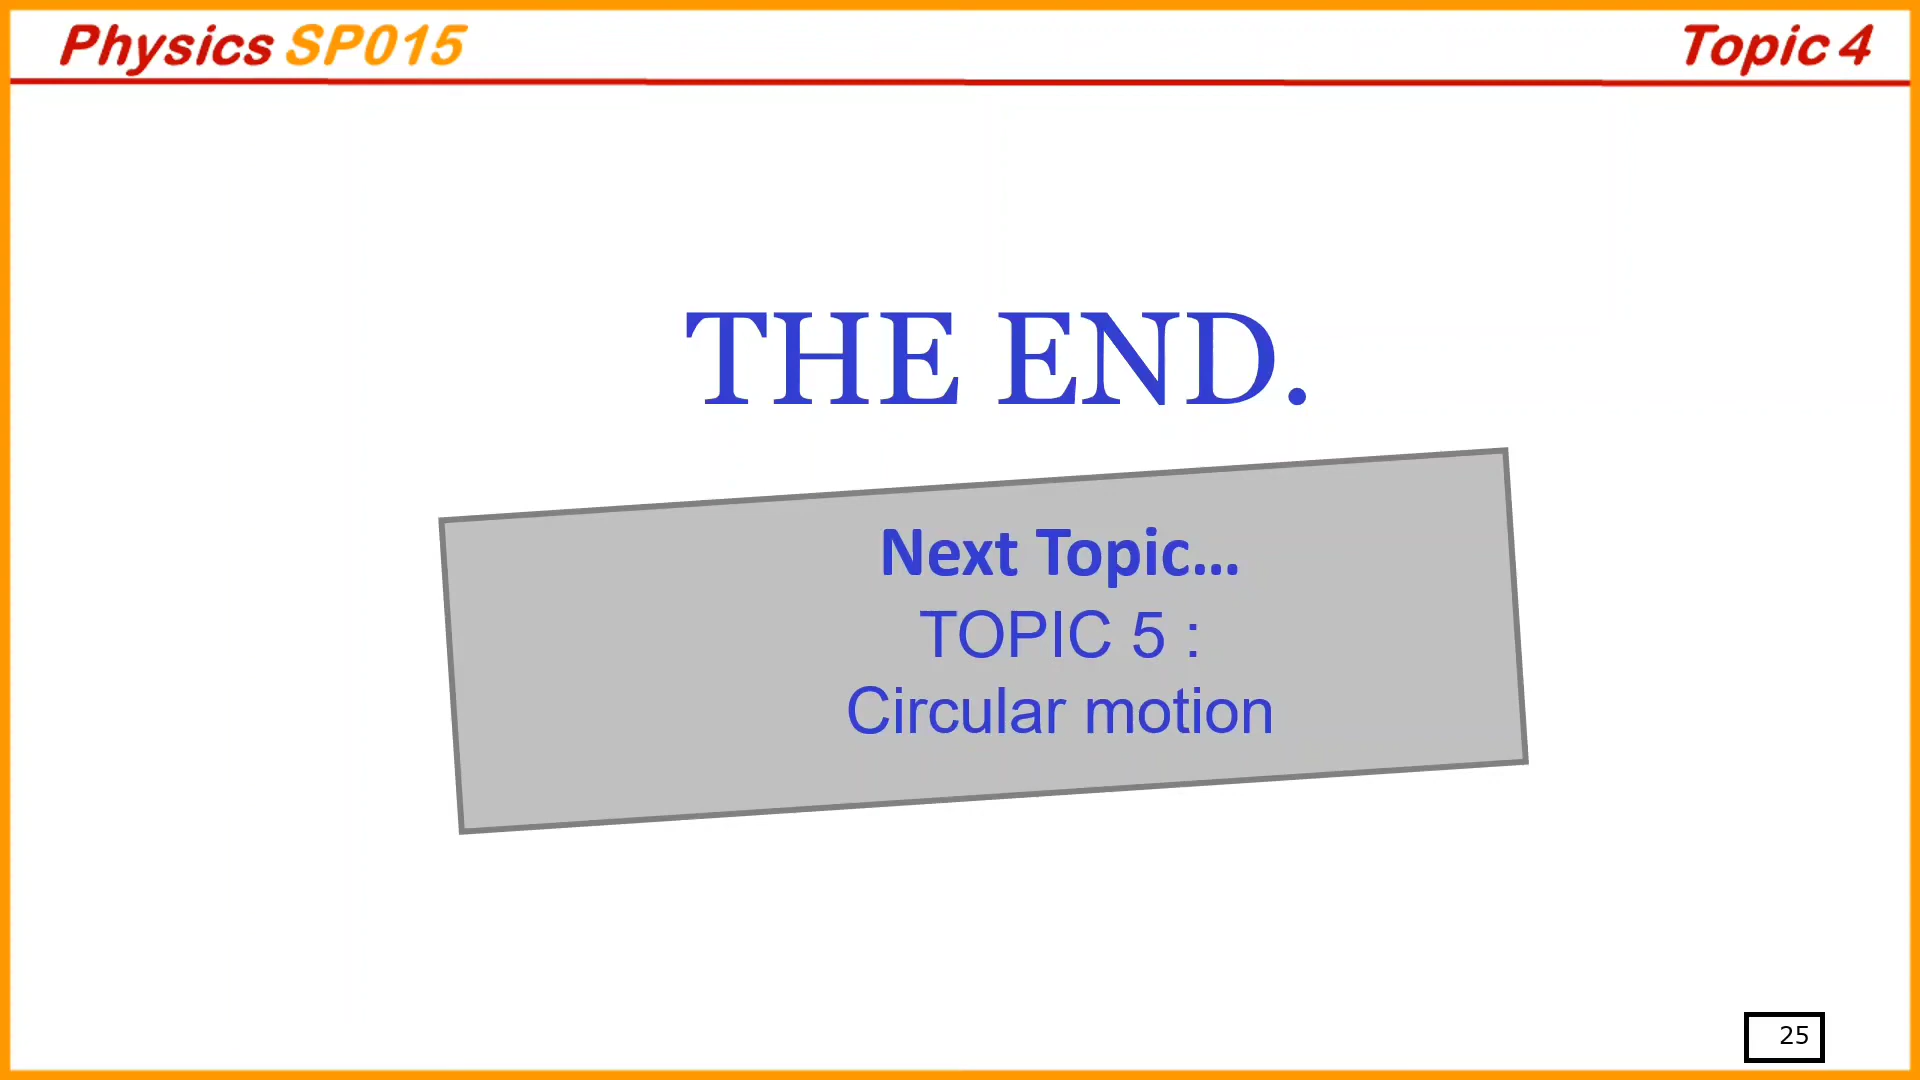 Physics SP015
Topic 4
THE END.
Next Topic...
TOPIC 5 :
Circular motion
25